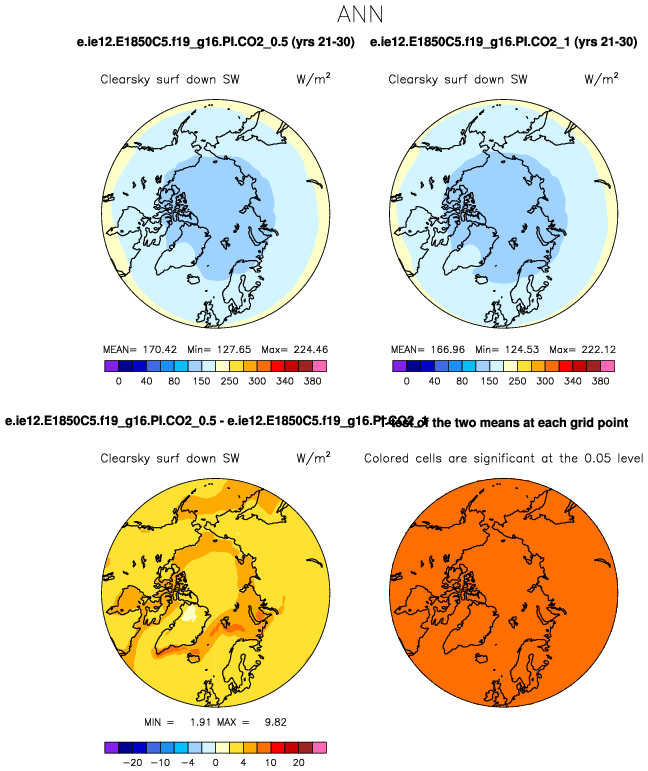 ANN
e.ie12.E1850C5.f19_g16.PI.CO2_0.5 (yrs 21-30)
e.ie12.E1850C5.f19_g16.PI.CO2_1 (yrs 21-30)
Clearsky surf down SW W/m²
Clearsky surf down SW W/m²
MEAN= 170.42 Min= 127.65 Max= 224.46
MEAN= 166.96 Min= 124.53 Max= 222.12
0 40 80 150 250 300 340 380
0 40 80 150 250 300 340 380
e.ie12.E1850C5.f19_g16.PI.CO2_0.5 - e.ie12.E1850C5.f19_g16.PI.CO2_1
T-test of the two means at each grid point
Clearsky surf down SW W/m²
Colored cells are significant at the 0.05 level
MIN = 1.91 MAX = 9.82
-20 -10 -4 0 4 10 20